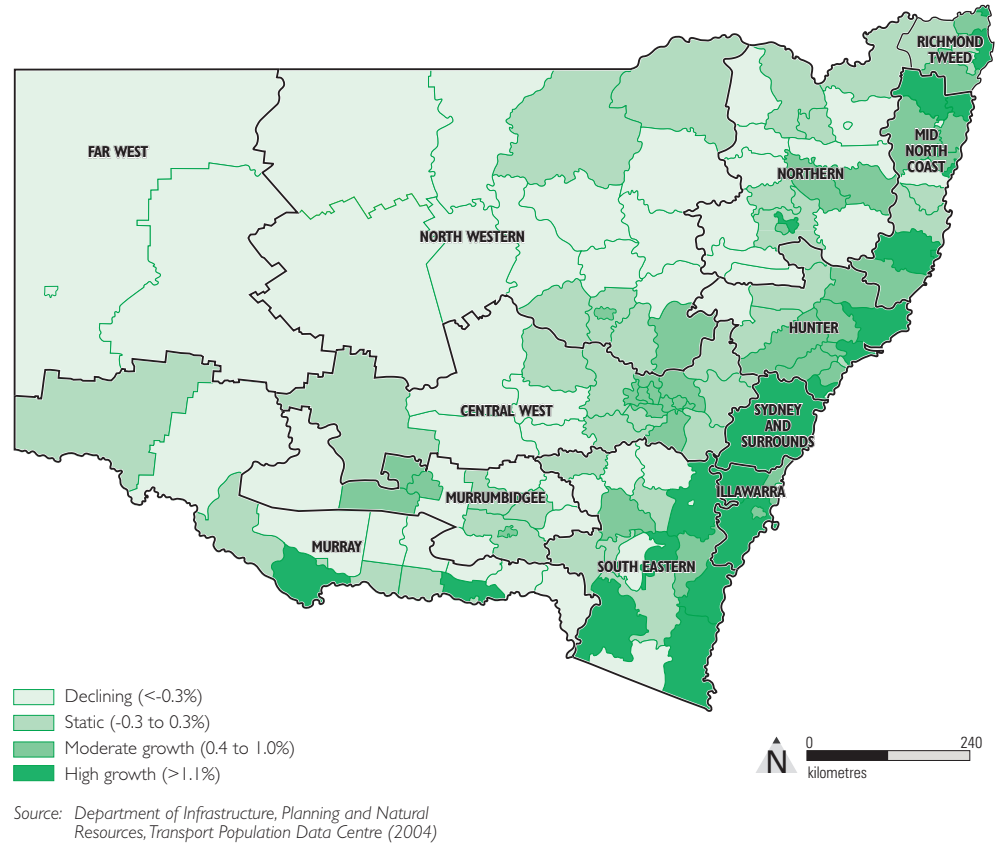 RICHMOND
TWEED
MID
NORTH
COAST
FAR WEST
NORTHERN
NORTH WESTERN
HUNTER
CENTRAL WEST
SYDNEY
AND
SURROUNDS
ILLAWARRA
MURRUMBIDGEE
MURRAY
SOUTH EASTERN
Declining (<-0.3%)
Static (-0.3 to 0.3%)
Moderate growth (0.4 to 1.0%)
High growth (>1.1%)
N
0 240
kilometres
Source: Department of Infrastructure, Planning and Natural
Resources, Transport Population Data Centre (2004)